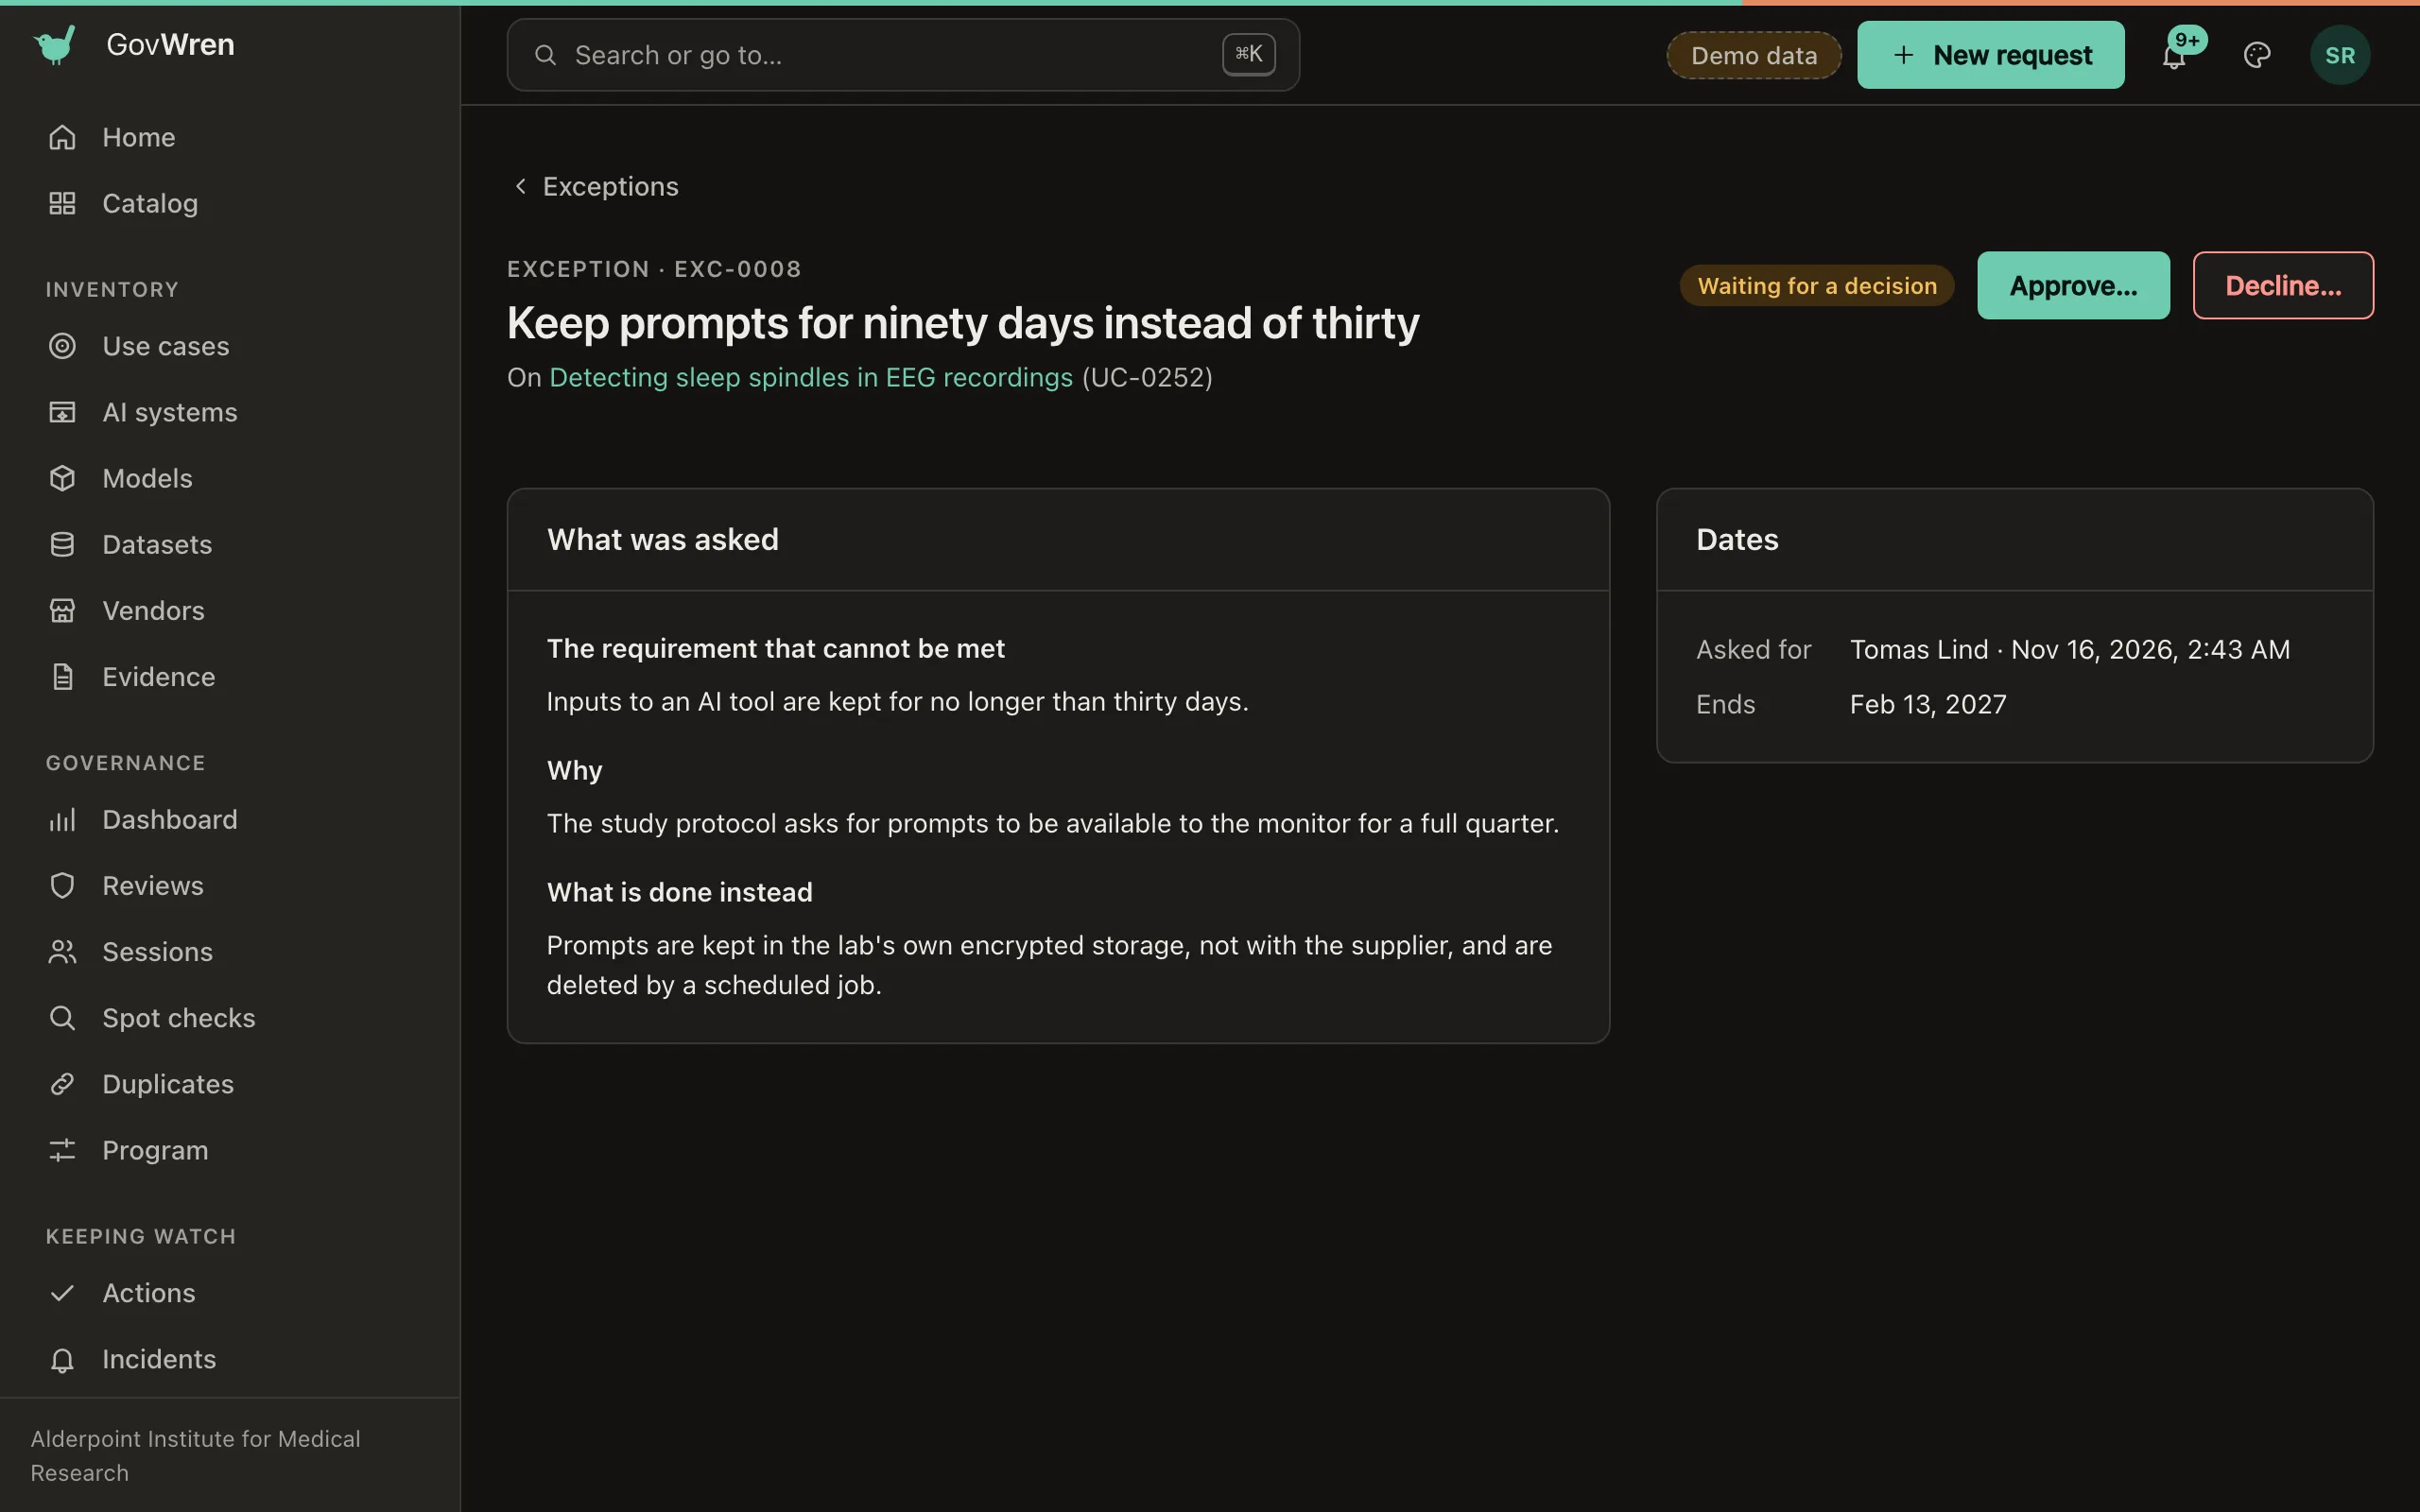 GovWren
Search or go to...
⌘K
Demo data
+ New request
9+
SR
Home
Catalog
INVENTORY
Use cases
AI systems
Models
Datasets
Vendors
Evidence
GOVERNANCE
Dashboard
Reviews
Sessions
Spot checks
Duplicates
Program
KEEPING WATCH
Actions
Incidents
Alderpoint Institute for Medical
Research
Exceptions
EXCEPTION · EXC-0008
Keep prompts for ninety days instead of thirty
On Detecting sleep spindles in EEG recordings (UC-0252)
Waiting for a decision
Approve...
Decline...
What was asked
The requirement that cannot be met
Inputs to an AI tool are kept for no longer than thirty days.
Why
The study protocol asks for prompts to be available to the monitor for a full quarter.
What is done instead
Prompts are kept in the lab's own encrypted storage, not with the supplier, and are
deleted by a scheduled job.
Dates
Asked for Tomas Lind · Nov 16, 2026, 2:43 AM
Ends Feb 13, 2027